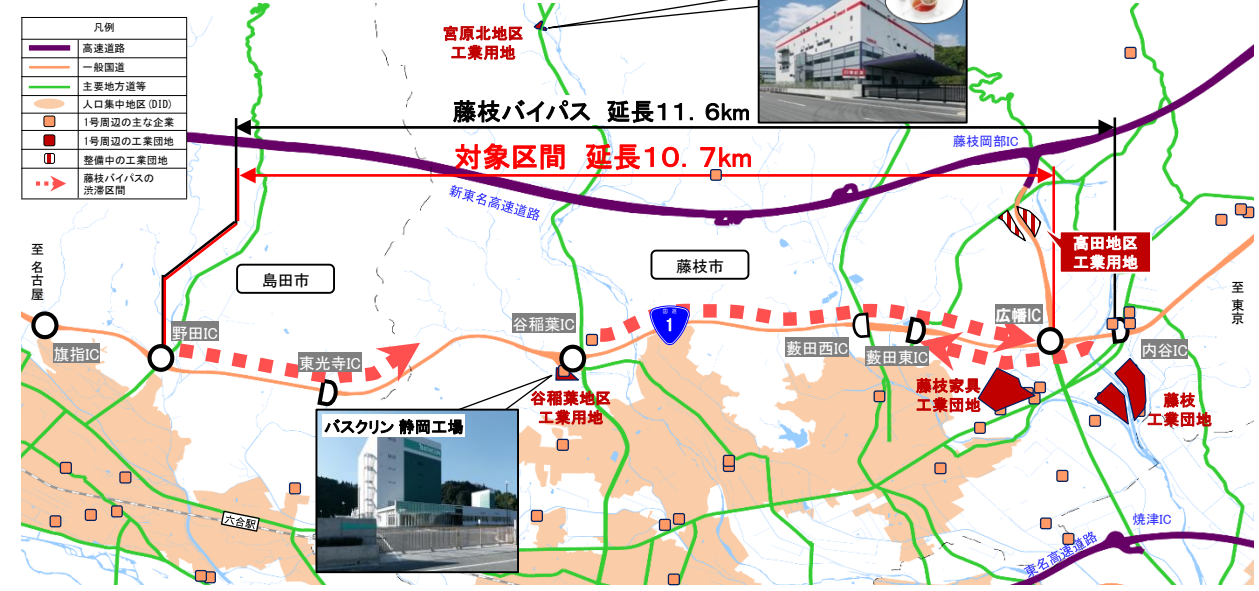 凡例
高速道路
一般国道
主要地方道等
人口集中地区(DID)
1号周辺の主な企業
1号周辺の工業団地
整備中の工業団地
藤枝バイパスの
渋滞区間
宮原北地区
工業用地
藤枝バイパス 延長11.6km
対象区間 延長10.7km
藤枝岡部IC
新東名高速道路
高田地区
工業用地
至 名古屋
島田市
藤枝市
至 東京
旗指IC
野田IC
東光寺IC
谷稲葉IC
国道
1
藪田西IC
藪田東IC
広幡IC
内谷IC
谷稲葉地区
工業用地
藤枝家具
工業団地
藤枝
工業団地
バスクリン 静岡工場
六合駅
焼津IC
東名高速道路